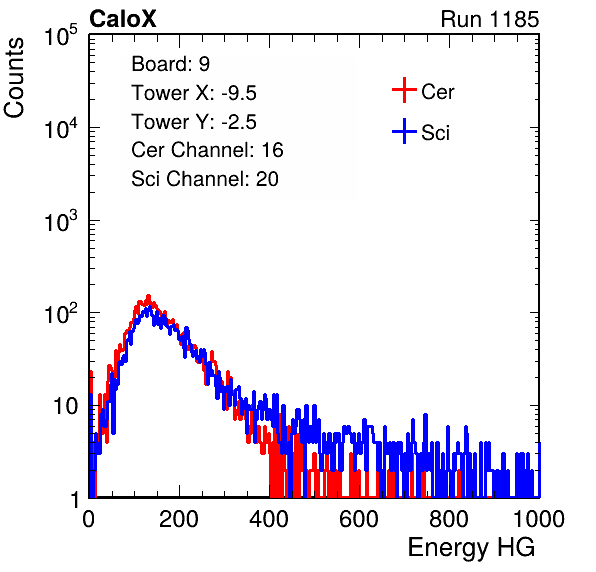 CaloX Run 1185
Counts
Board: 9
Tower X: -9.5
Tower Y: -2.5
Cer Channel: 16
Sci Channel: 20
Cer
Sci
10^5
10^4
10^3
10^2
10
1
0 200 400 600 800 1000
Energy HG